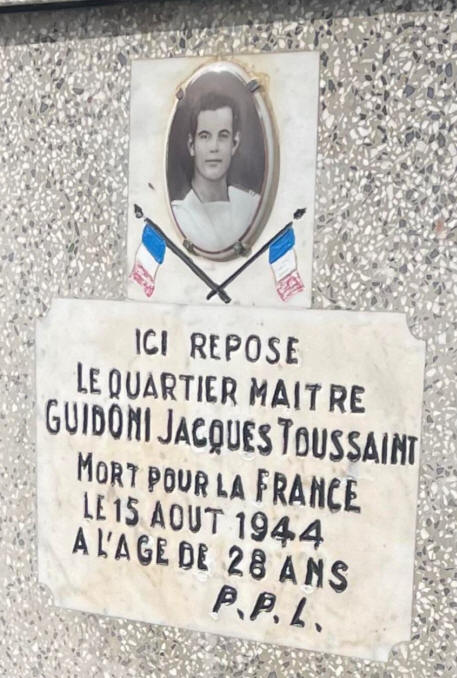 ICI REPOSE
LE QUARTIER MAITRE
GUIDONI JACQUES TOUSSAINT
MORT POUR LA FRANCE
LE 15 AOUT 1944
A L'AGE DE 28 ANS
P.P.L.